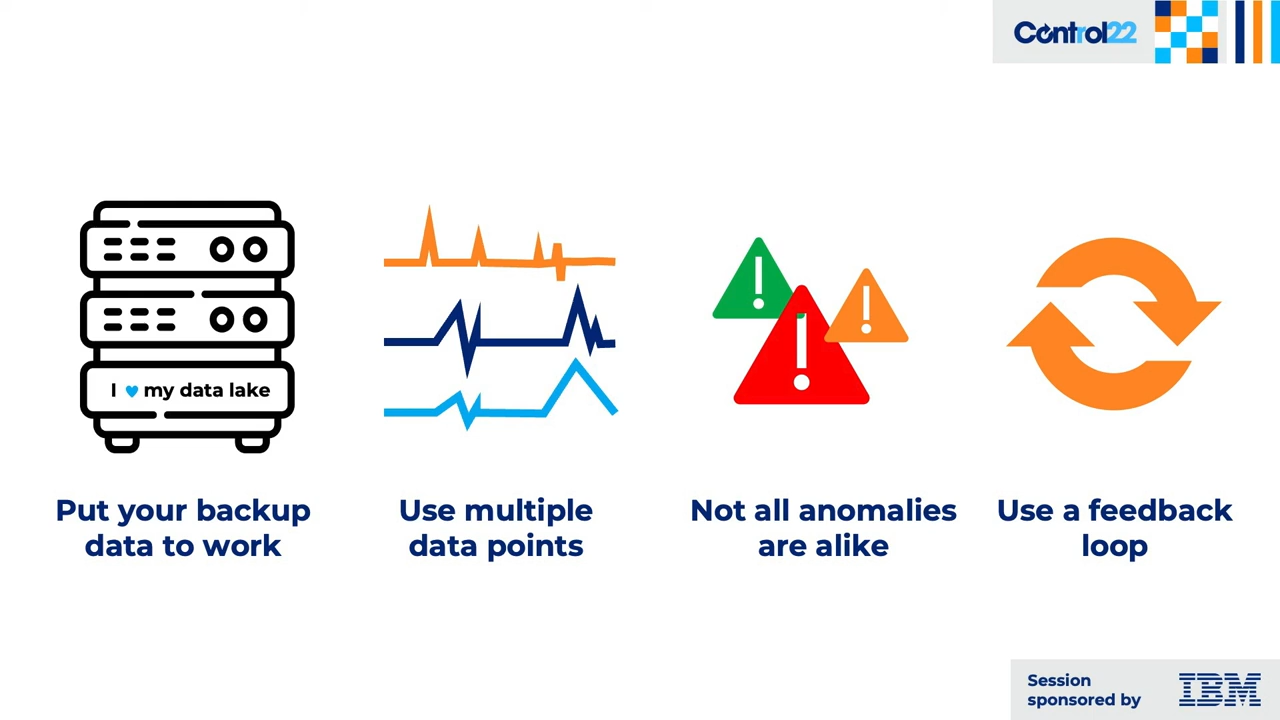 Control22
I ♥ my data lake
Put your backup
data to work
Use multiple
data points
Not all anomalies
are alike
Use a feedback
loop
Session
sponsored by
IBM